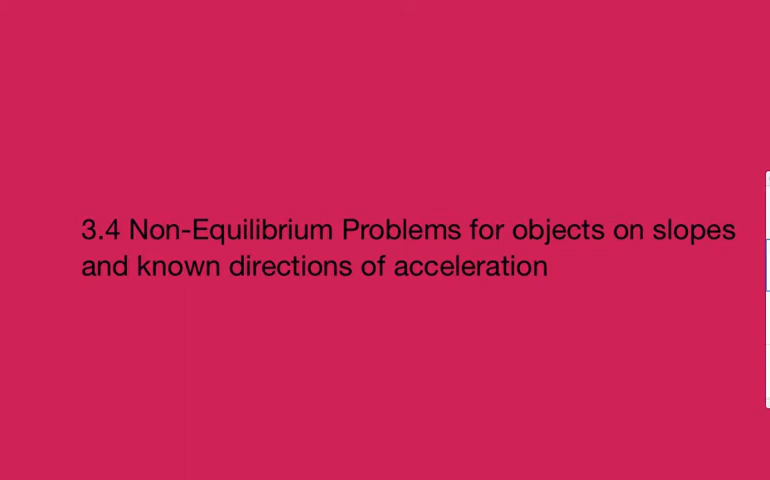 3.4 Non-Equilibrium Problems for objects on slopes
and known directions of acceleration